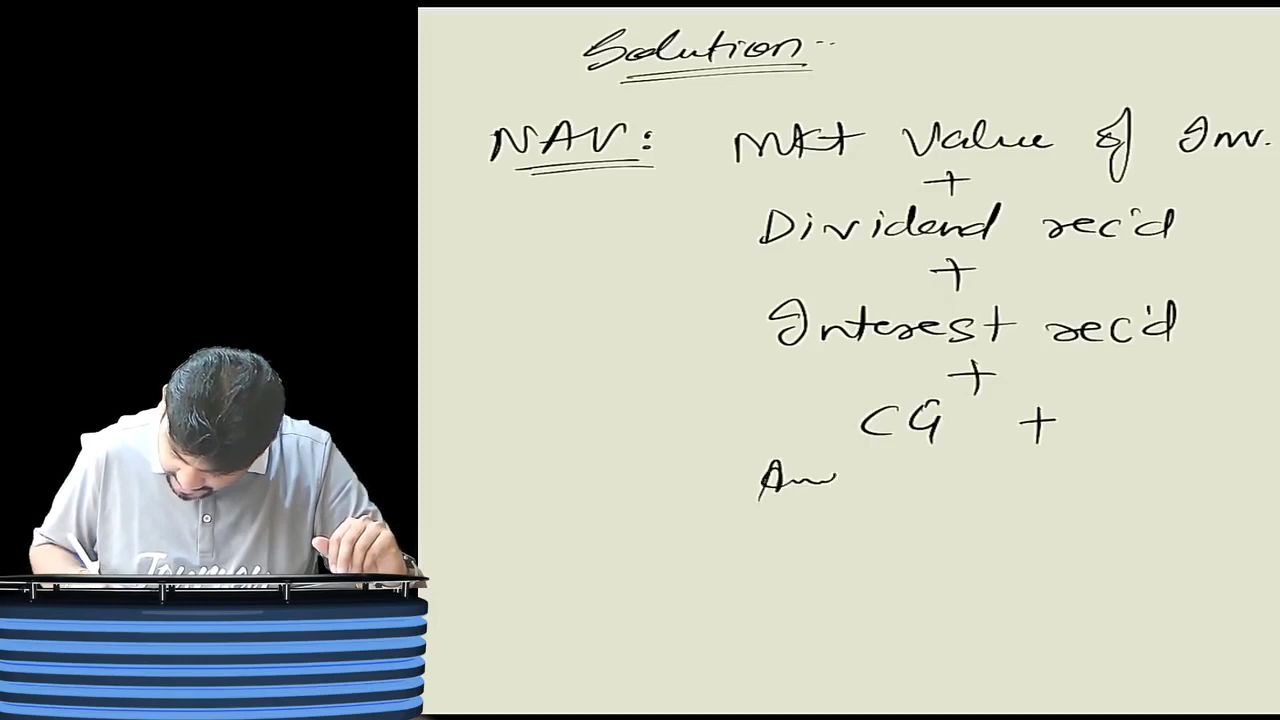 Solution..
NAV: Mkt Value of Inv.
+
Dividend rec'd
+
Interest rec'd
+
CG +